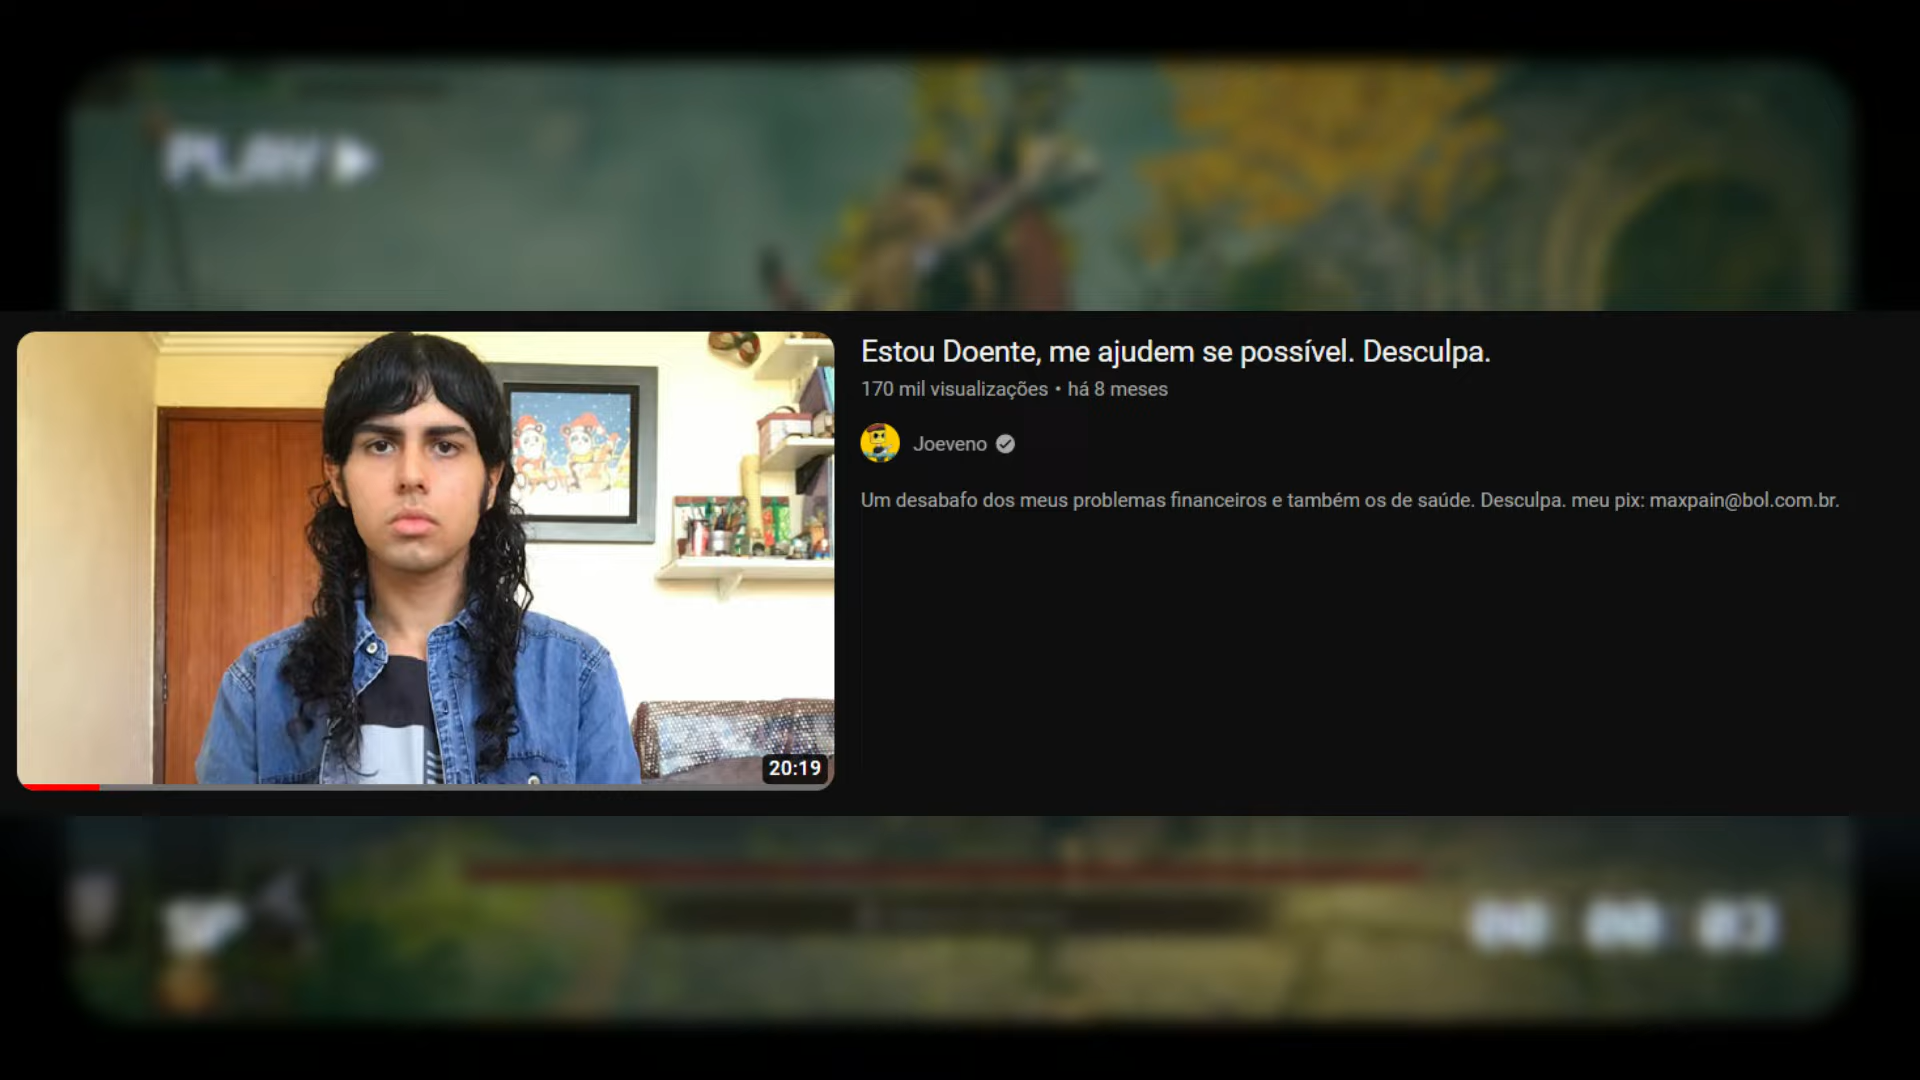 PLAY
Estou Doente, me ajudem se possível. Desculpa.
170 mil visualizações • há 8 meses
Joeveno
Um desabafo dos meus problemas financeiros e também os de saúde. Desculpa. meu pix: maxpain@bol.com.br.
20:19